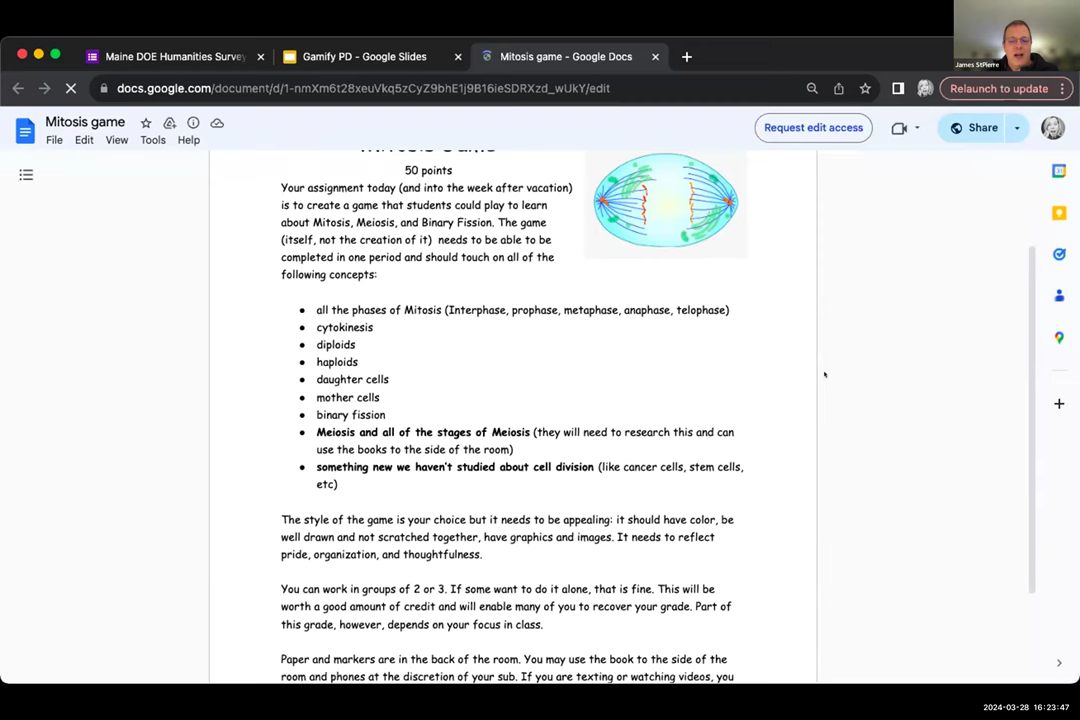 James StPierre
Maine DOE Humanities Survey
Gamify PD - Google Slides
Mitosis game - Google Docs
docs.google.com/document/d/1-nmXm6t28xeuVkq5zCyZ9bhE1j9B16ieSDRXzd_wUkY/edit
Relaunch to update
Mitosis game
File Edit View Tools Help
Request edit access
Share
50 points
Your assignment today (and into the week after vacation)
is to create a game that students could play to learn
about Mitosis, Meiosis, and Binary Fission. The game
(itself, not the creation of it) needs to be able to be
completed in one period and should touch on all of the
following concepts:
• all the phases of Mitosis (Interphase, prophase, metaphase, anaphase, telophase)
• cytokinesis
• diploids
• haploids
• daughter cells
• mother cells
• binary fission
• Meiosis and all of the stages of Meiosis (they will need to research this and can
use the books to the side of the room)
• something new we haven't studied about cell division (like cancer cells, stem cells,
etc)
The style of the game is your choice but it needs to be appealing: it should have color, be
well drawn and not scratched together, have graphics and images. It needs to reflect
pride, organization, and thoughtfulness.
You can work in groups of 2 or 3. If some want to do it alone, that is fine. This will be
worth a good amount of credit and will enable many of you to recover your grade. Part of
this grade, however, depends on your focus in class.
Paper and markers are in the back of the room. You may use the book to the side of the
room and phones at the discretion of your sub. If you are texting or watching videos, you
2024-03-28 16:23:47